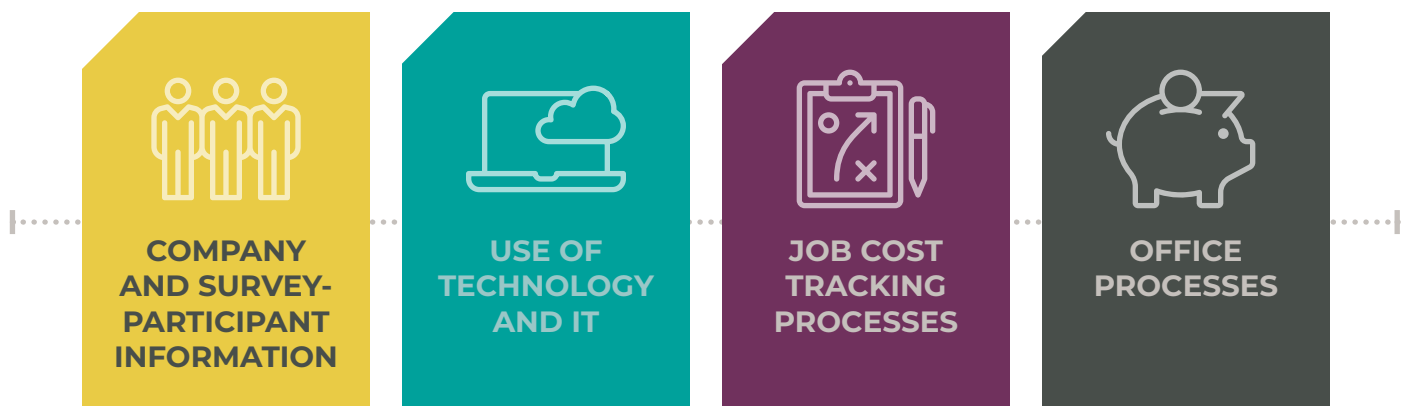 COMPANY
AND SURVEY-
PARTICIPANT
INFORMATION
USE OF
TECHNOLOGY
AND IT
JOB COST
TRACKING
PROCESSES
OFFICE
PROCESSES